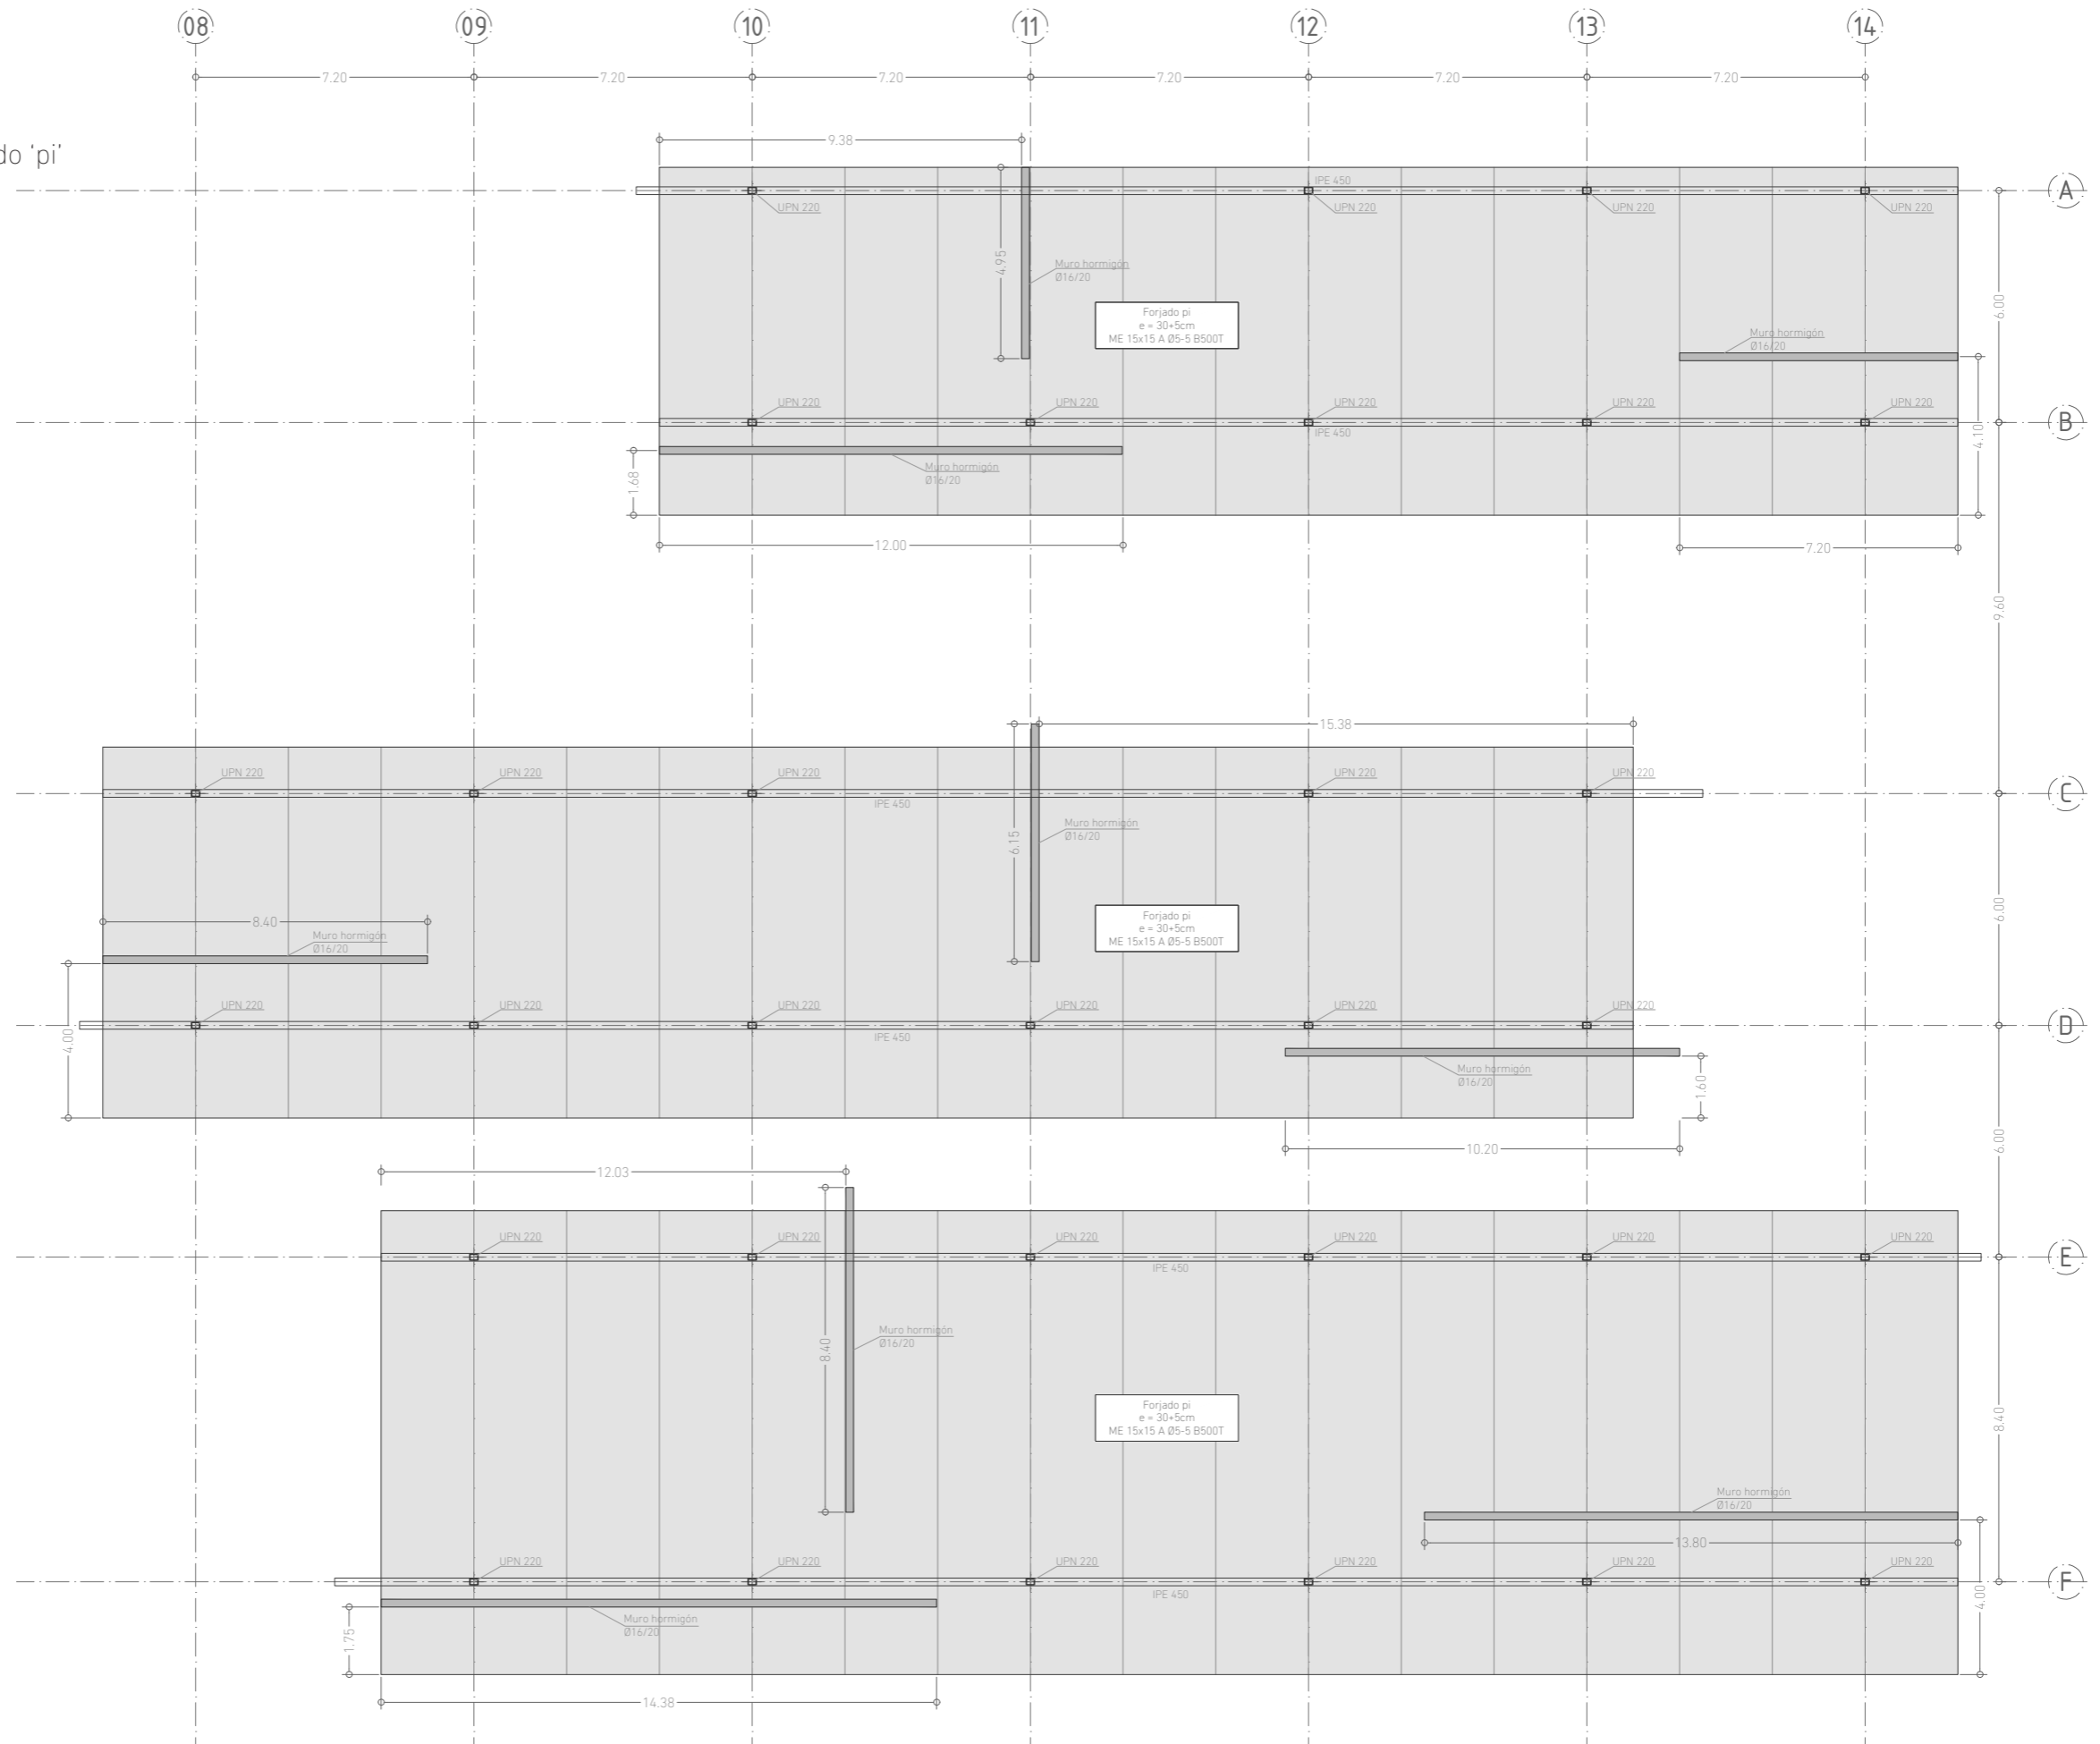 08 09 10 11 12 13 14
7.20 7.20 7.20 7.20 7.20 7.20
9.38
do 'pi'
A
IPE 450
UPN 220 UPN 220 UPN 220 UPN 220
4.95
Muro hormigón
Ø16/20
6.00
Forjado pi
e = 30+5cm
ME 15x15 A Ø5-5 B500T
Muro hormigón
Ø16/20
UPN 220 UPN 220 UPN 220 UPN 220 UPN 220
B
IPE 450
4.10
1.68
Muro hormigón
Ø16/20
12.00
7.20
9.60
15.38
UPN 220 UPN 220 UPN 220 UPN 220 UPN 220
C
IPE 450
6.15
Muro hormigón
Ø16/20
8.40
6.00
Forjado pi
e = 30+5cm
ME 15x15 A Ø5-5 B500T
Muro hormigón
Ø16/20
UPN 220 UPN 220 UPN 220 UPN 220 UPN 220 UPN 220
D
IPE 450
4.00
Muro hormigón
Ø16/20
1.60
10.20
6.00
12.03
UPN 220 UPN 220 UPN 220 UPN 220 UPN 220 UPN 220
E
IPE 450
8.40
Muro hormigón
Ø16/20
Forjado pi
e = 30+5cm
ME 15x15 A Ø5-5 B500T
8.40
Muro hormigón
Ø16/20
13.80
UPN 220 UPN 220 UPN 220 UPN 220 UPN 220 UPN 220
F
IPE 450
4.00
1.75
Muro hormigón
Ø16/20
14.38